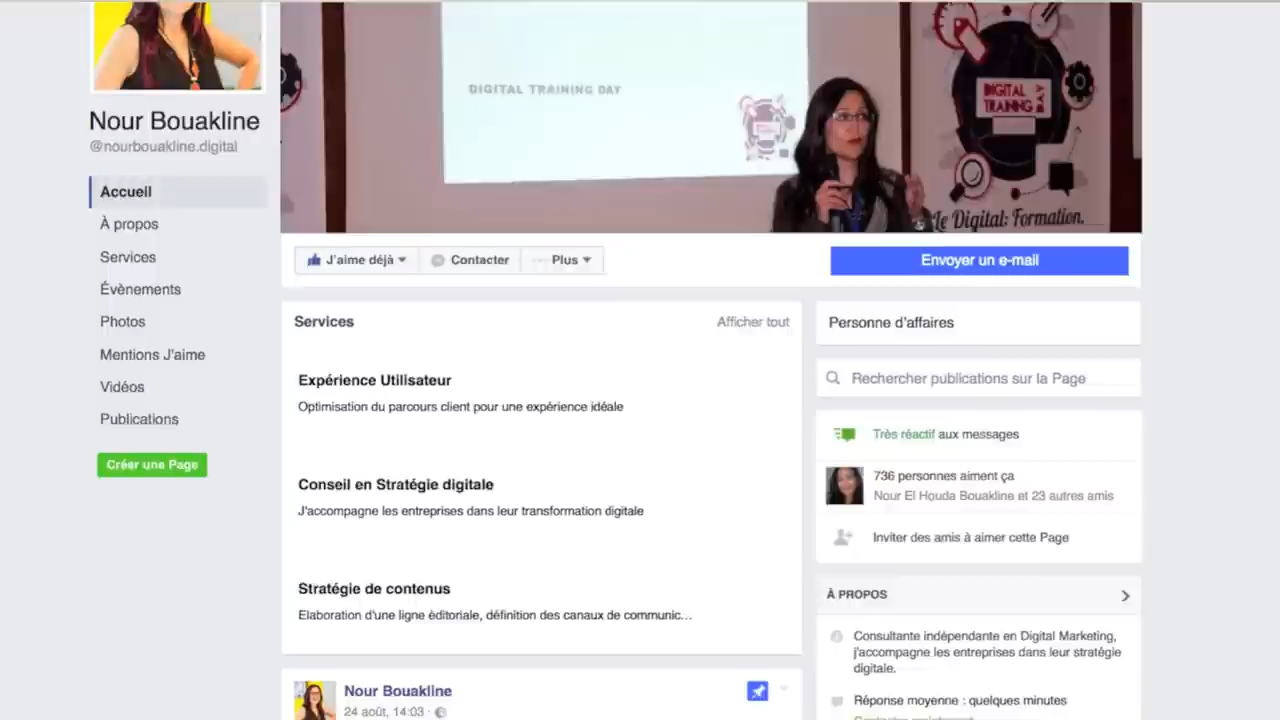 DIGITAL TRAINING DAY
DIGITAL
TRAINING
DAY
Le Digital: Formation.
Nour Bouakline
@nourbouakline.digital
Accueil
À propos
Services
Évènements
Photos
Mentions J'aime
Vidéos
Publications
Créer une Page
J'aime déjà
Contacter
Plus
Envoyer un e-mail
Services
Afficher tout
Expérience Utilisateur
Optimisation du parcours client pour une expérience idéale
Conseil en Stratégie digitale
J'accompagne les entreprises dans leur transformation digitale
Stratégie de contenus
Elaboration d'une ligne éditoriale, définition des canaux de communic...
Nour Bouakline
24 août, 14:03 ·
Personne d'affaires
Rechercher publications sur la Page
Très réactif aux messages
736 personnes aiment ça
Nour El Houda Bouakline et 23 autres amis
Inviter des amis à aimer cette Page
À PROPOS
Consultante indépendante en Digital Marketing,
j'accompagne les entreprises dans leur stratégie
digitale.
Réponse moyenne : quelques minutes